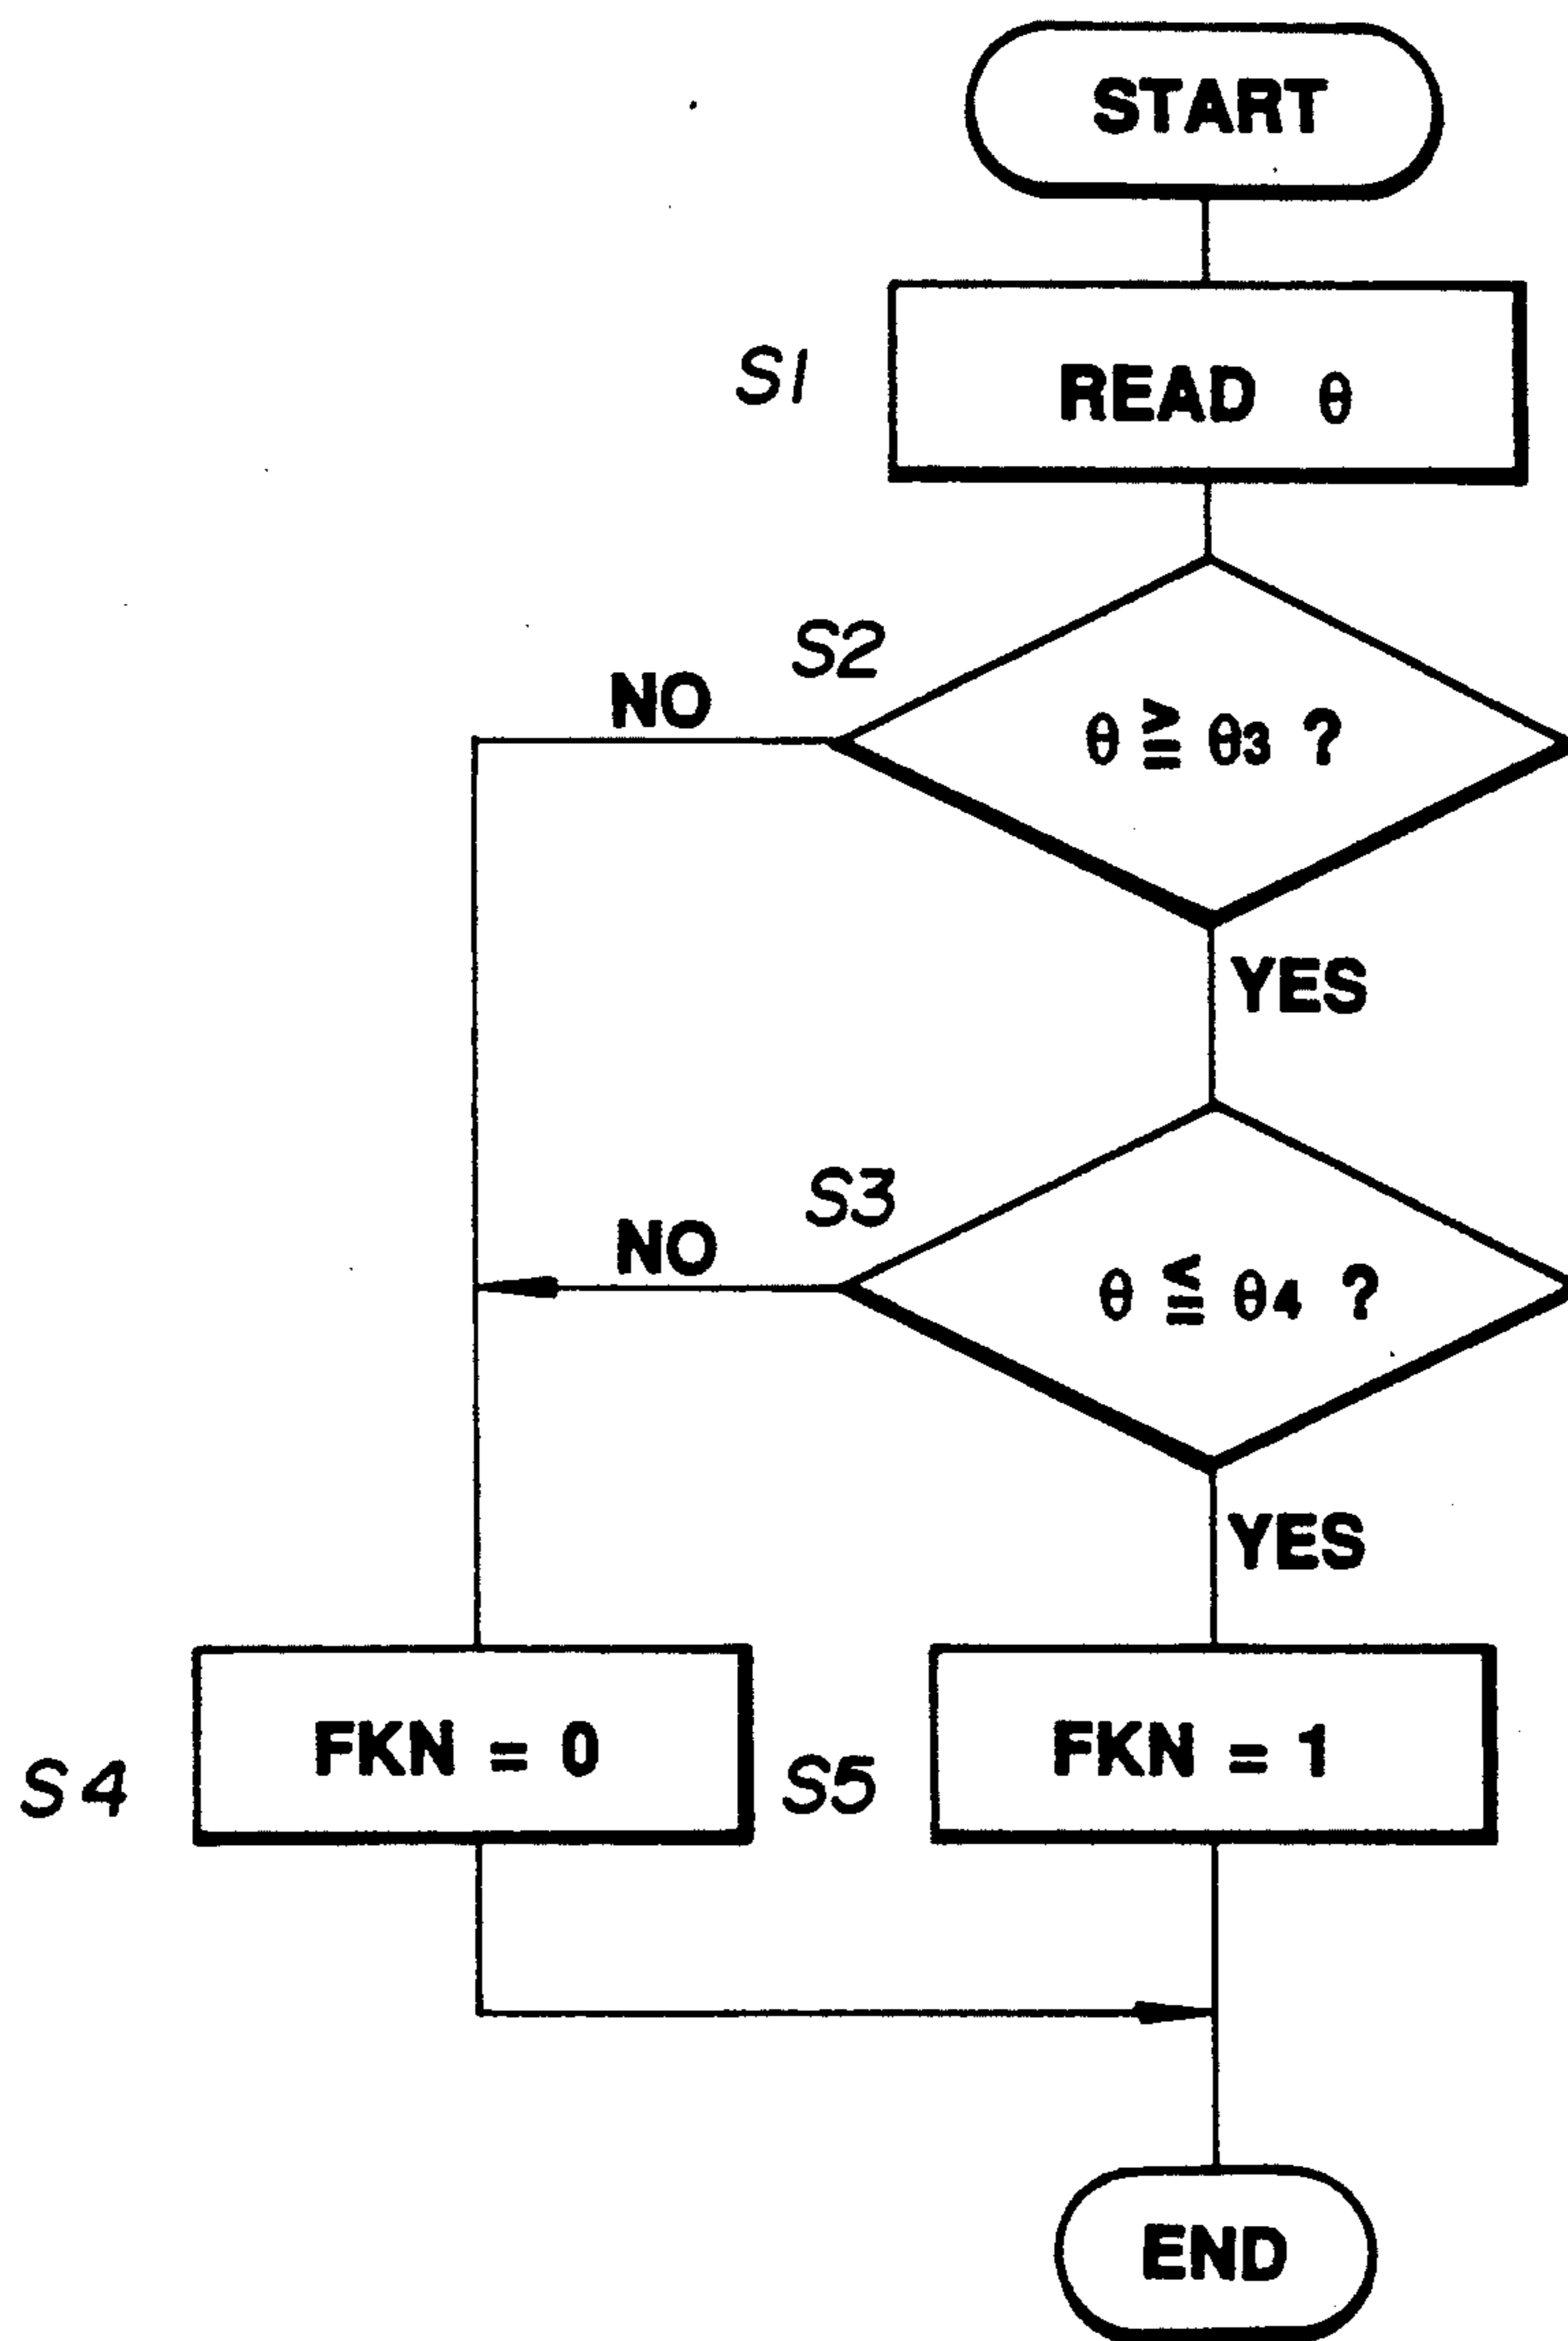 START
S1
READ θ
S2
NO
θ ≧ θ3 ?
YES
S3
NO
θ ≦ θ4 ?
YES
S4
FKN = 0
S5
FKN = 1
END